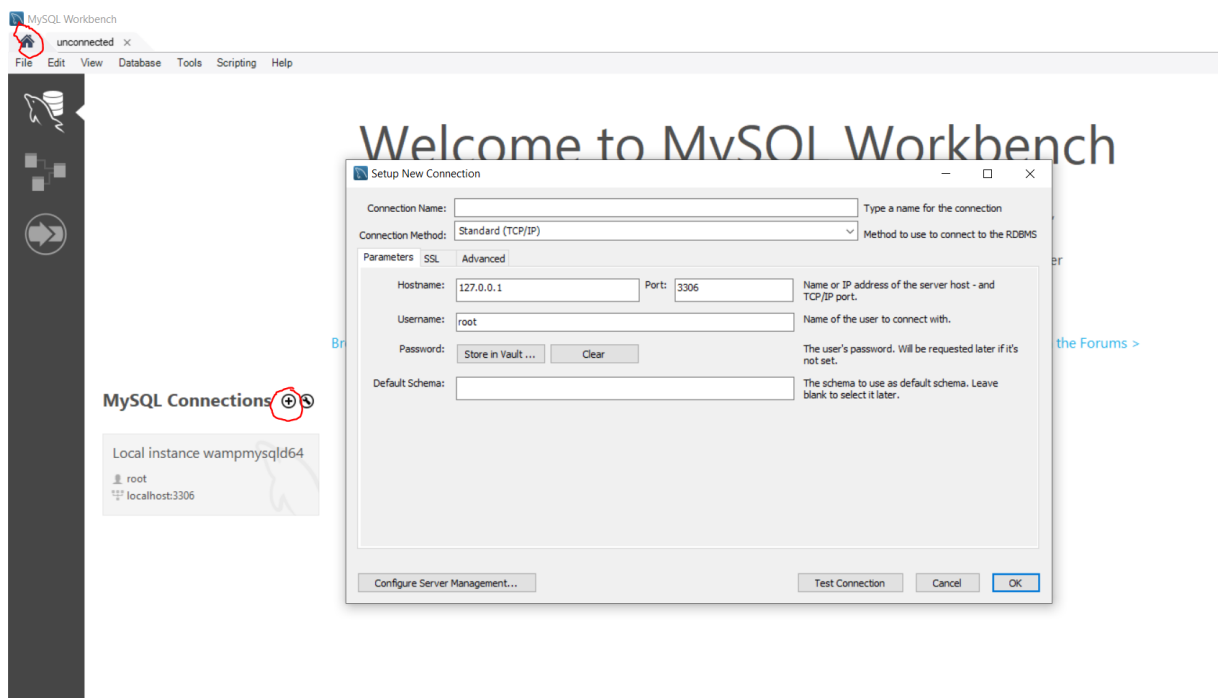 MySQL Workbench
unconnected
File Edit View Database Tools Scripting Help
Welcome to MySQL Workbench
Setup New Connection
Connection Name: Type a name for the connection
Connection Method: Standard (TCP/IP) Method to use to connect to the RDBMS
Parameters SSL Advanced
er
Hostname: 127.0.0.1 Port: 3306 Name or IP address of the server host - and
TCP/IP port.
Username: root Name of the user to connect with.
Password: Store in Vault ... Clear The user's password. Will be requested later if it's
not set.
Br the Forums >
Default Schema: The schema to use as default schema. Leave
blank to select it later.
MySQL Connections
Local instance wampmysqld64
root
localhost:3306
Configure Server Management... Test Connection Cancel OK